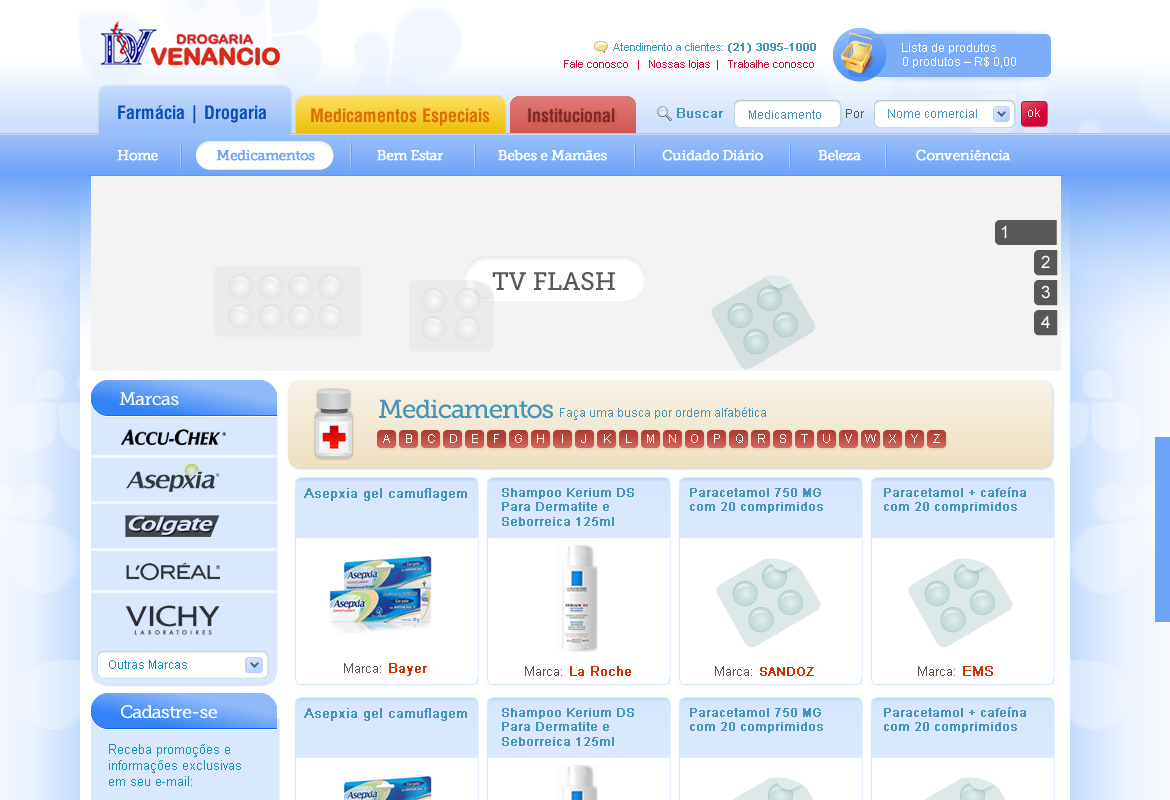 DV DROGARIA
VENANCIO
Atendimento a clientes: (21) 3095-1000
Fale conosco | Nossas lojas | Trabalhe conosco
Lista de produtos
0 produtos – R$ 0,00
Farmácia | Drogaria
Medicamentos Especiais
Institucional
Buscar
Medicamento
Por
Nome comercial
ok
Home
Medicamentos
Bem Estar
Bebes e Mamães
Cuidado Diário
Beleza
Conveniência
TV FLASH
1
2
3
4
Marcas
ACCU-CHEK®
Asepxia®
Colgate
L'ORÉAL
VICHY
LABORATOIRES
Outras Marcas
Cadastre-se
Receba promoções e
informações exclusivas
em seu e-mail:
Medicamentos Faça uma busca por ordem alfabética
A B C D E F G H I J K L M N O P Q R S T U V W X Y Z
Asepxia gel camuflagem
Asepxia
Asepxia
Marca: Bayer
Shampoo Kerium DS
Para Dermatite e
Seborreica 125ml
KERIUM DS
Marca: La Roche
Paracetamol 750 MG
com 20 comprimidos
Marca: SANDOZ
Paracetamol + cafeína
com 20 comprimidos
Marca: EMS
Asepxia gel camuflagem
Asepxia
Shampoo Kerium DS
Para Dermatite e
Seborreica 125ml
Paracetamol 750 MG
com 20 comprimidos
Paracetamol + cafeína
com 20 comprimidos